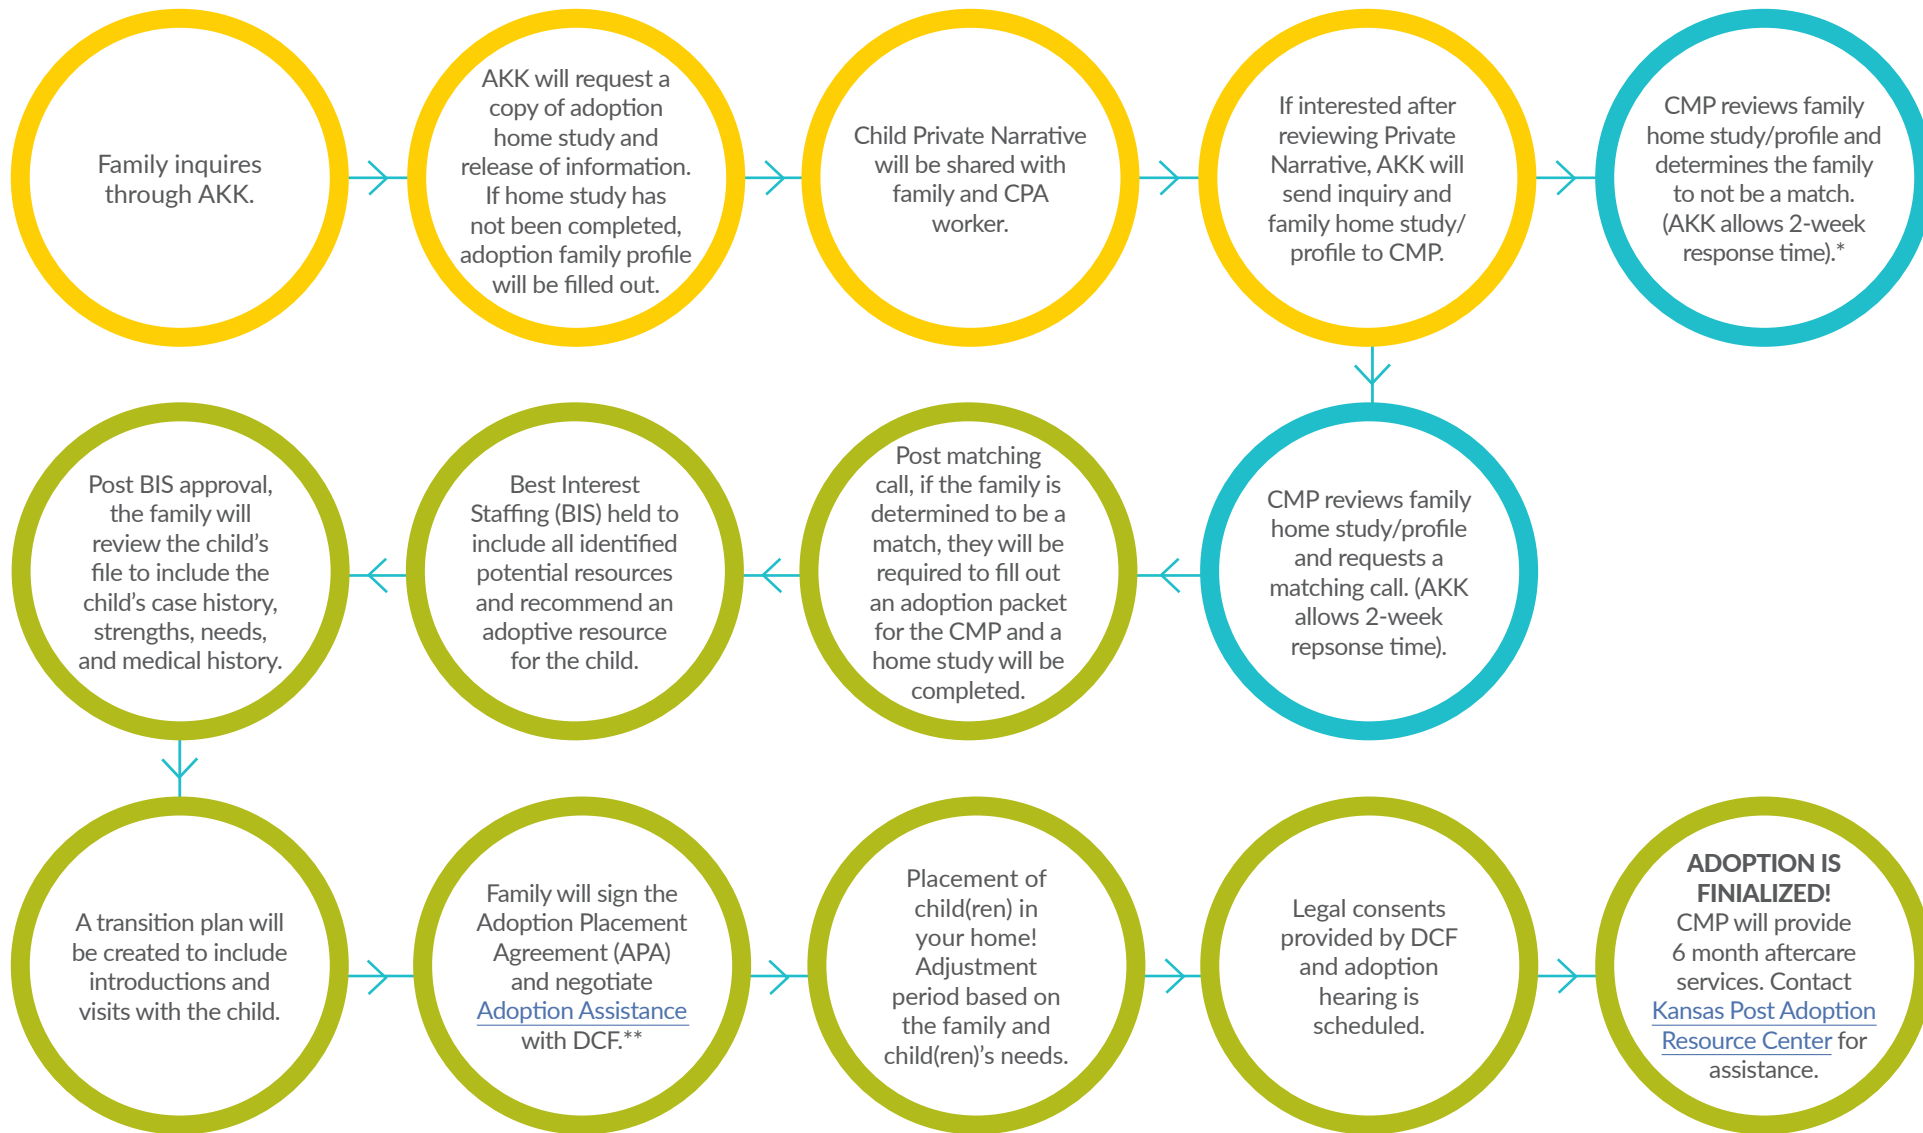 Family inquires
through AKK.
AKK will request a
copy of adoption
home study and
release of information.
If home study has
not been completed,
adoption family profile
will be filled out.
Child Private Narrative
will be shared with
family and CPA
worker.
If interested after
reviewing Private
Narrative, AKK will
send inquiry and
family home study/
profile to CMP.
CMP reviews family
home study/profile and
determines the family
to not be a match.
(AKK allows 2-week
response time).*
CMP reviews family
home study/profile
and requests a
matching call. (AKK
allows 2-week
repsonse time).
Post matching
call, if the family is
determined to be a
match, they will be
required to fill out
an adoption packet
for the CMP and a
home study will be
completed.
Best Interest
Staffing (BIS) held to
include all identified
potential resources
and recommend an
adoptive resource
for the child.
Post BIS approval,
the family will
review the child's
file to include the
child's case history,
strengths, needs,
and medical history.
A transition plan will
be created to include
introductions and
visits with the child.
Family will sign the
Adoption Placement
Agreement (APA)
and negotiate
Adoption Assistance
with DCF.**
Placement of
child(ren) in
your home!
Adjustment
period based on
the family and
child(ren)'s needs.
Legal consents
provided by DCF
and adoption
hearing is
scheduled.
ADOPTION IS
FINIALIZED!
CMP will provide
6 month aftercare
services. Contact
Kansas Post Adoption
Resource Center for
assistance.